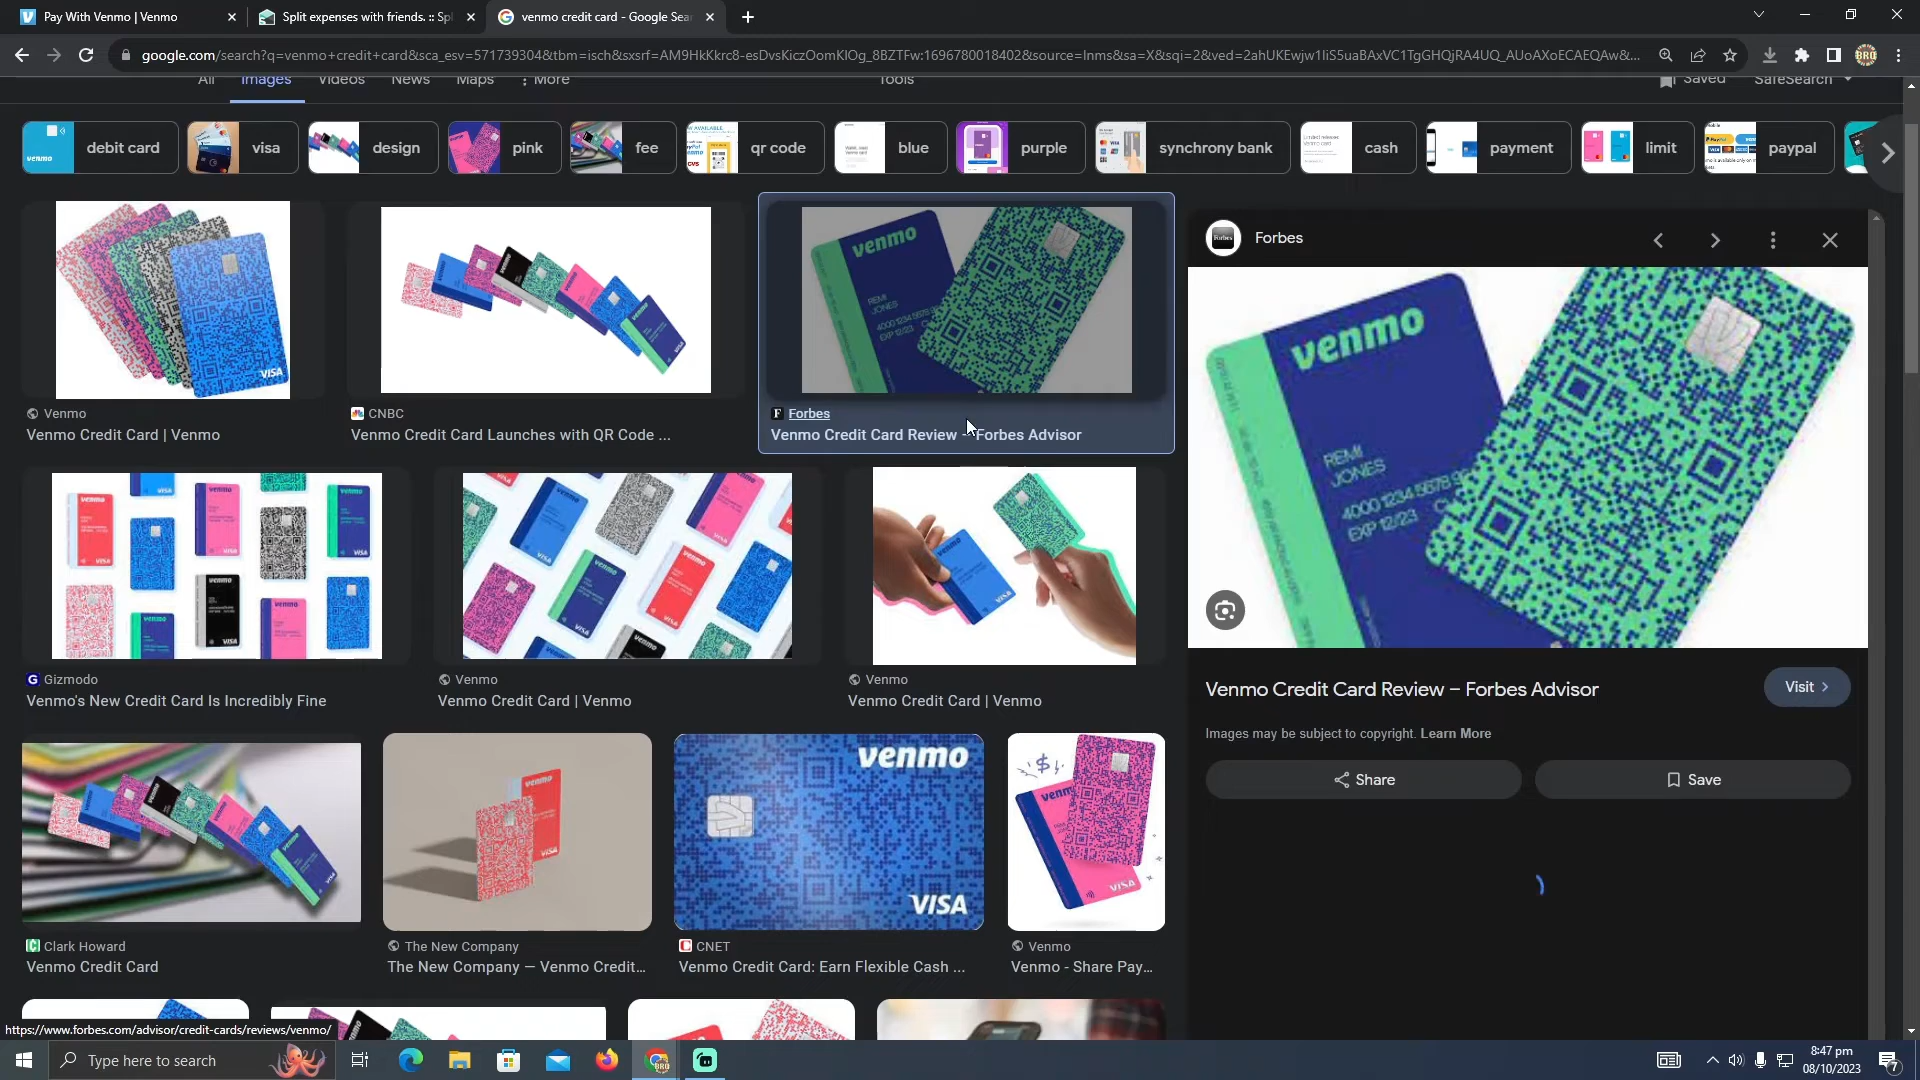 Pay With Venmo | Venmo
Split expenses with friends. :: Spl
venmo credit card - Google Sear
google.com/search?q=venmo+credit+card&sca_esv=571739304&tbm=isch&sxsrf=AM9HkKkrc8-esDvsKiczOomKlOg_8BZTFw:1696780018402&source=lnms&sa=X&sqi=2&ved=2ahUKEwjw1IiS5uaBAxVC1TgGHQjRA4UQ_AUoAXoECAEQAw&...
All Images Videos News Maps More Tools Saved SafeSearch
debit card visa design pink fee qr code blue purple synchrony bank cash payment limit paypal
Forbes
venmo
REMI
JONES
4000 1234 5678
EXP 12/23
VISA
Venmo
Venmo Credit Card | Venmo
CNBC
Venmo Credit Card Launches with QR Code ...
Forbes
Venmo Credit Card Review – Forbes Advisor
Gizmodo
Venmo's New Credit Card Is Incredibly Fine
Venmo
Venmo Credit Card | Venmo
Venmo
Venmo Credit Card | Venmo
Venmo Credit Card Review – Forbes Advisor
Visit
Images may be subject to copyright. Learn More
Share
Save
venmo
VISA
Clark Howard
Venmo Credit Card
The New Company
The New Company — Venmo Credit...
CNET
Venmo Credit Card: Earn Flexible Cash ...
Venmo
Venmo - Share Pay...
https://www.forbes.com/advisor/credit-cards/reviews/venmo/
Type here to search
8:47 pm
08/10/2023
7